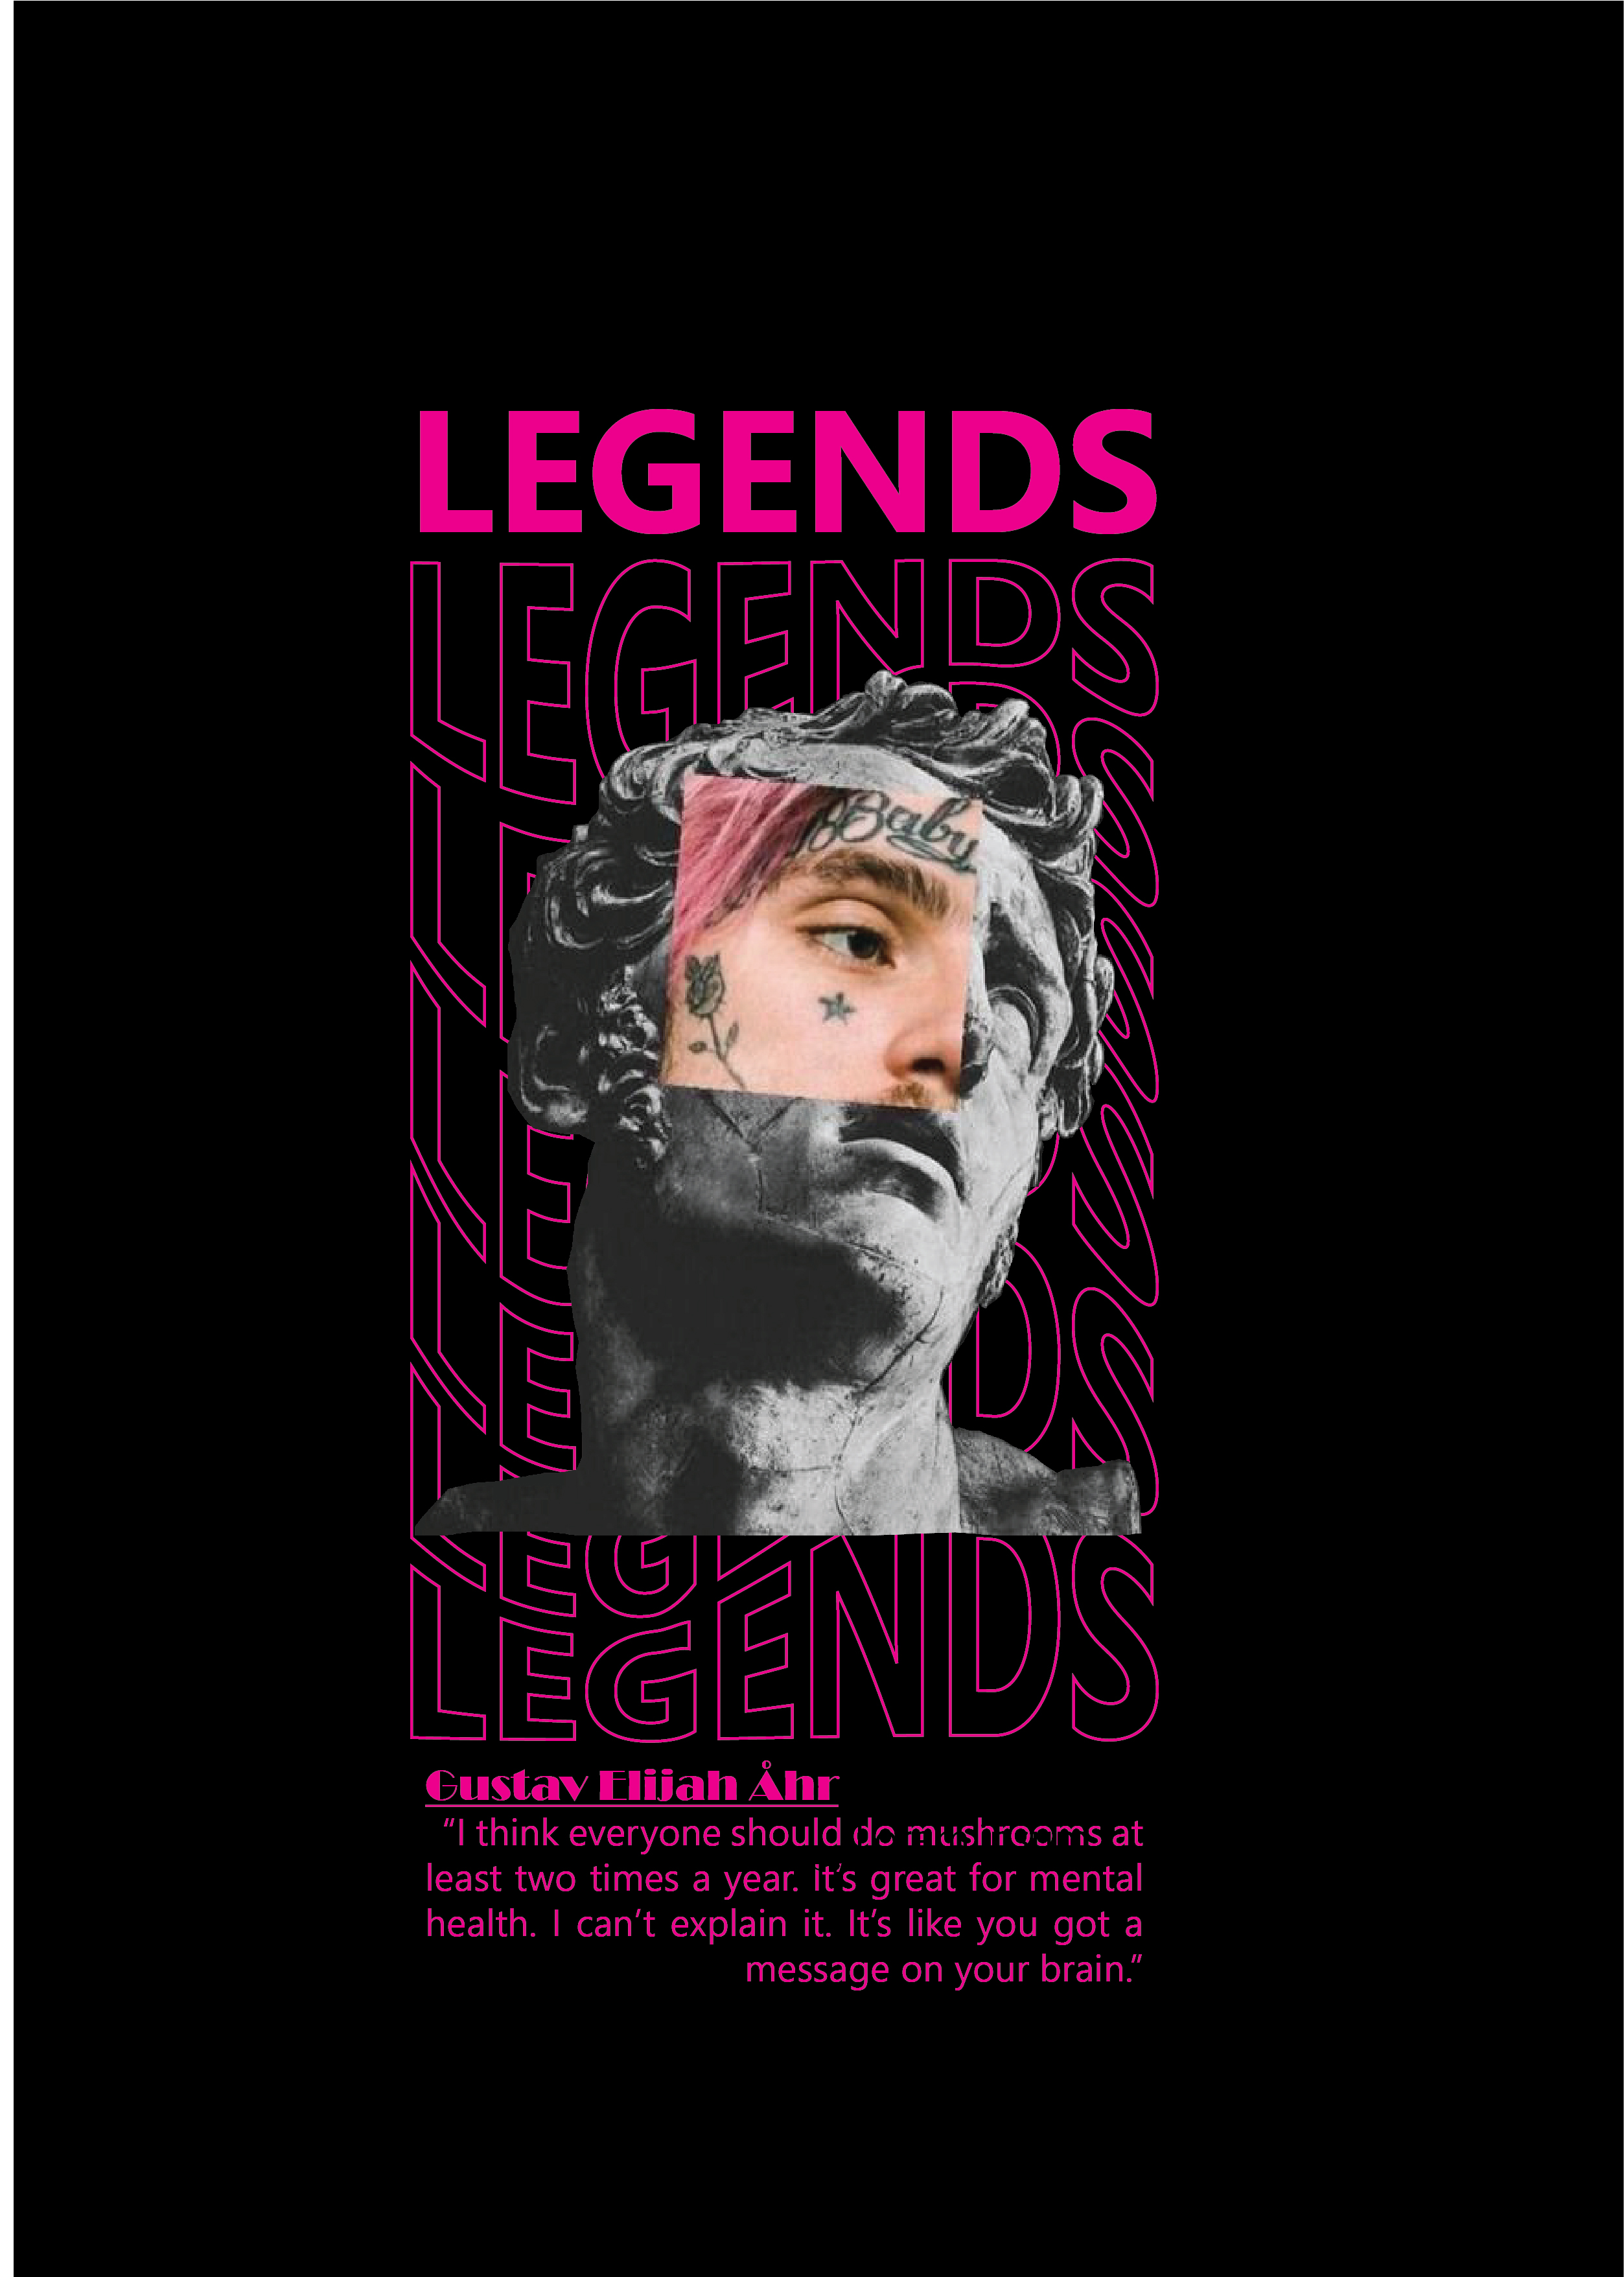 LEGENDS
LEGENDS
Baby
LEGENDS
Gustav Elijah Åhr
“I think everyone should do mushrooms at
least two times a year. It’s great for mental
health. I can’t explain it. It’s like you got a
message on your brain.”